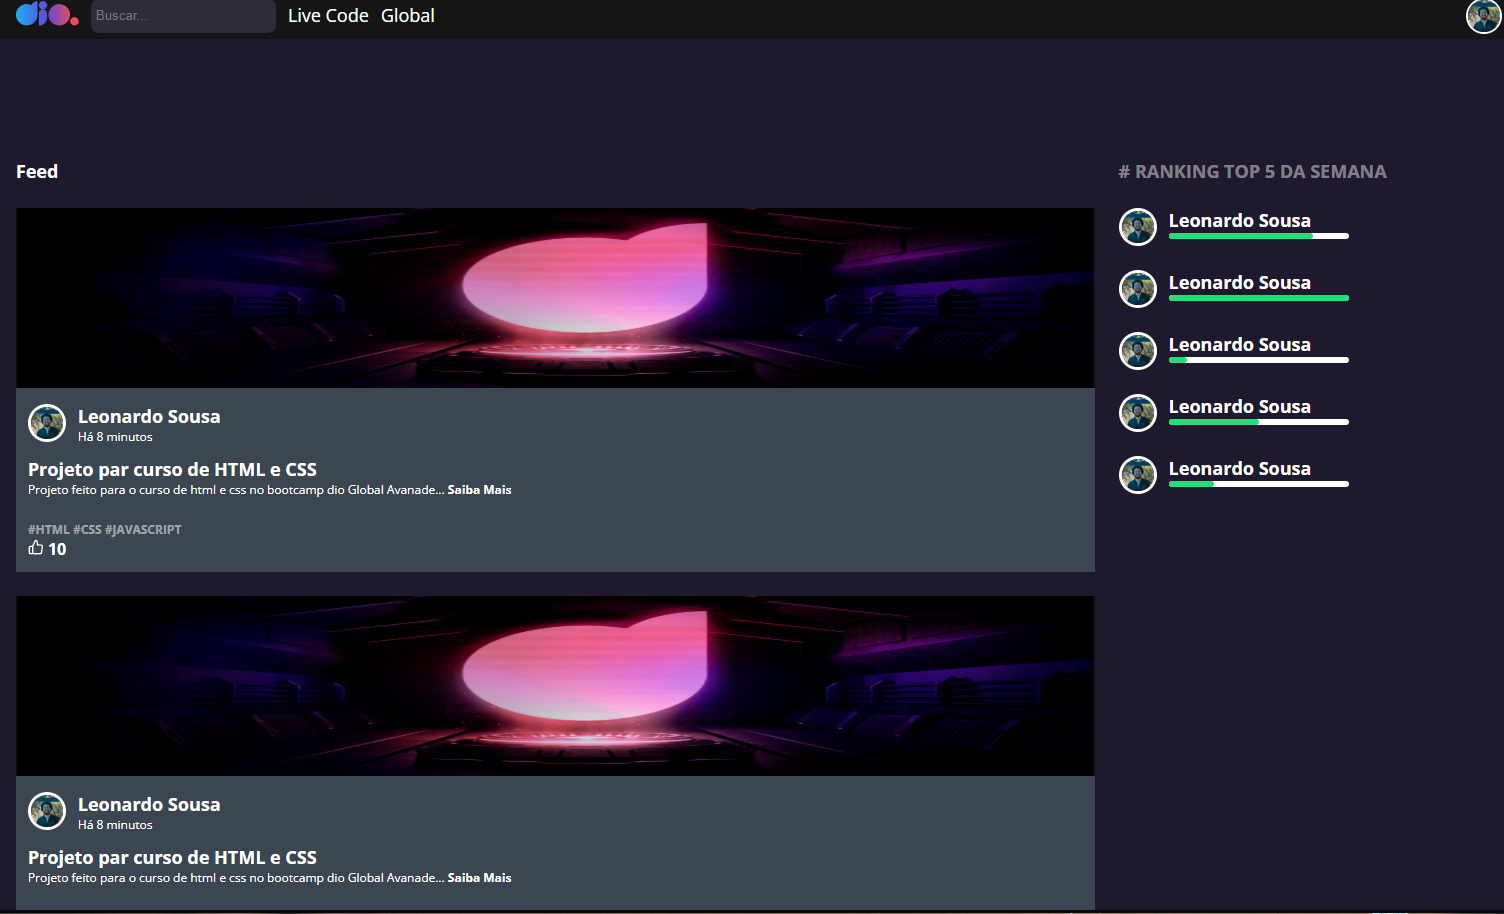 dio.
Buscar...
Live Code
Global
Feed
Leonardo Sousa
Há 8 minutos
Projeto par curso de HTML e CSS
Projeto feito para o curso de html e css no bootcamp dio Global Avanade... Saiba Mais
#HTML #CSS #JAVASCRIPT
10
Leonardo Sousa
Há 8 minutos
Projeto par curso de HTML e CSS
Projeto feito para o curso de html e css no bootcamp dio Global Avanade... Saiba Mais
# RANKING TOP 5 DA SEMANA
Leonardo Sousa
Leonardo Sousa
Leonardo Sousa
Leonardo Sousa
Leonardo Sousa